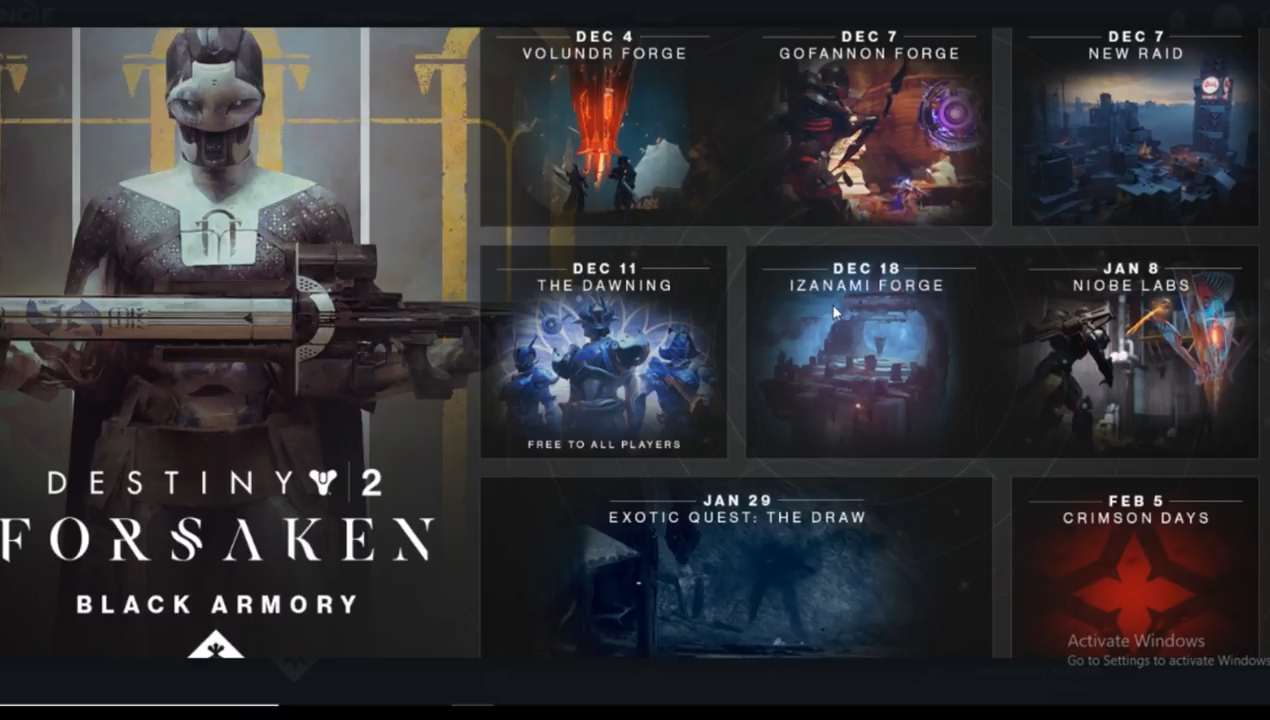 DEC 4
VOLUNDR FORGE
DEC 7
GOFANNON FORGE
DEC 7
NEW RAID
DEC 11
THE DAWNING
FREE TO ALL PLAYERS
DEC 18
IZANAMI FORGE
JAN 8
NIOBE LABS
DESTINY 2
FORSAKEN
BLACK ARMORY
JAN 29
EXOTIC QUEST: THE DRAW
FEB 5
CRIMSON DAYS
Activate Windows
Go to Settings to activate Windows